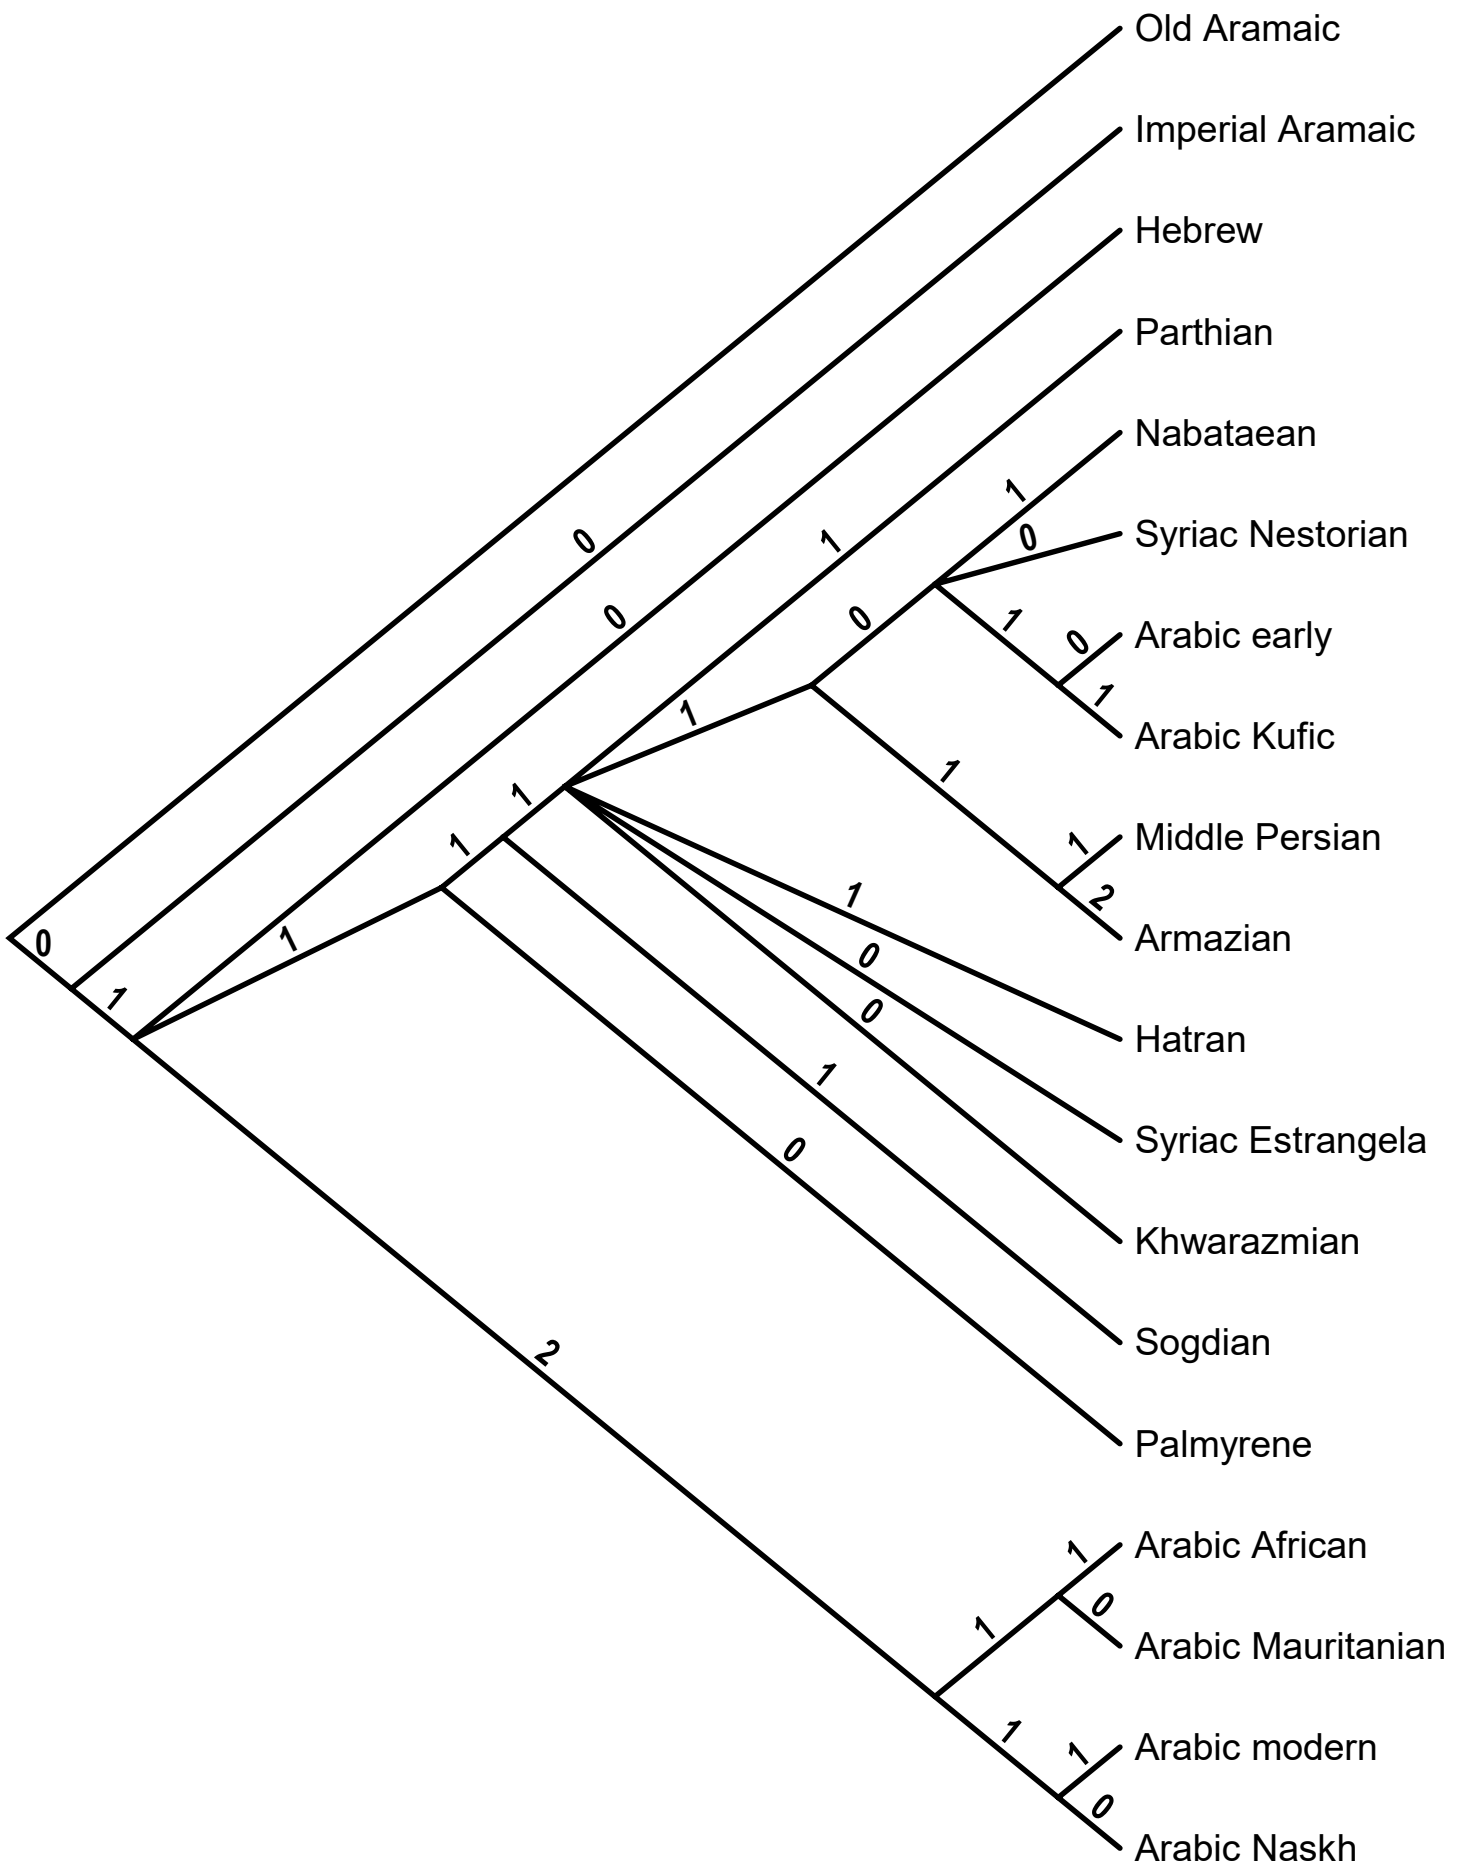 Old Aramaic
Imperial Aramaic
Hebrew
Parthian
Nabataean
1
Syriac Nestorian
0
0
1
Arabic early
0
1
0
0
1
Arabic Kufic
1
1
1
Middle Persian
1
1
1
2
Armazian
1
0
1
0
1
Hatran
0
0
1
Syriac Estrangela
0
Khwarazmian
Sogdian
2
Palmyrene
Arabic African
1
0
1
Arabic Mauritanian
1
Arabic modern
1
0
Arabic Naskh